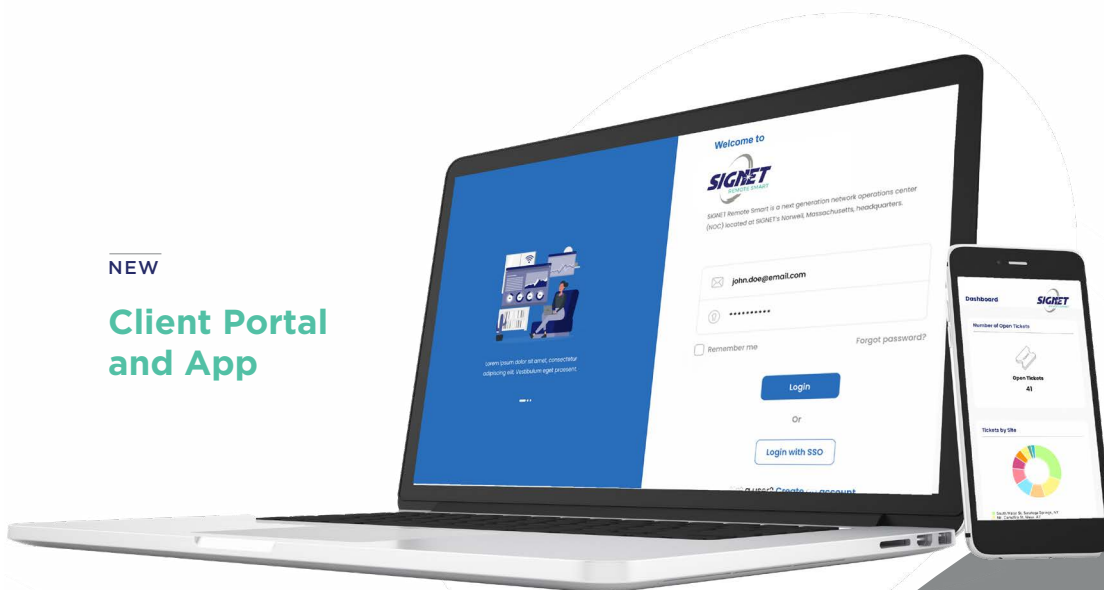 NEW
Client Portal
and App
Lorem ipsum dolor sit amet, consectetur
adipiscing elit. Vestibulum eget praesent.
Welcome to
SIGNET
REMOTE SMART
SIGNET Remote Smart is a next generation network operations center
(NOC) located at SIGNET's Norwell, Massachusetts, headquarters.
john.doe@email.com
••••••••••
Remember me
Forgot password?
Login
Or
Login with SSO
a user? Create account
Dashboard
SIGNET
Number of Open Tickets
Open Tickets
41
Tickets by Site